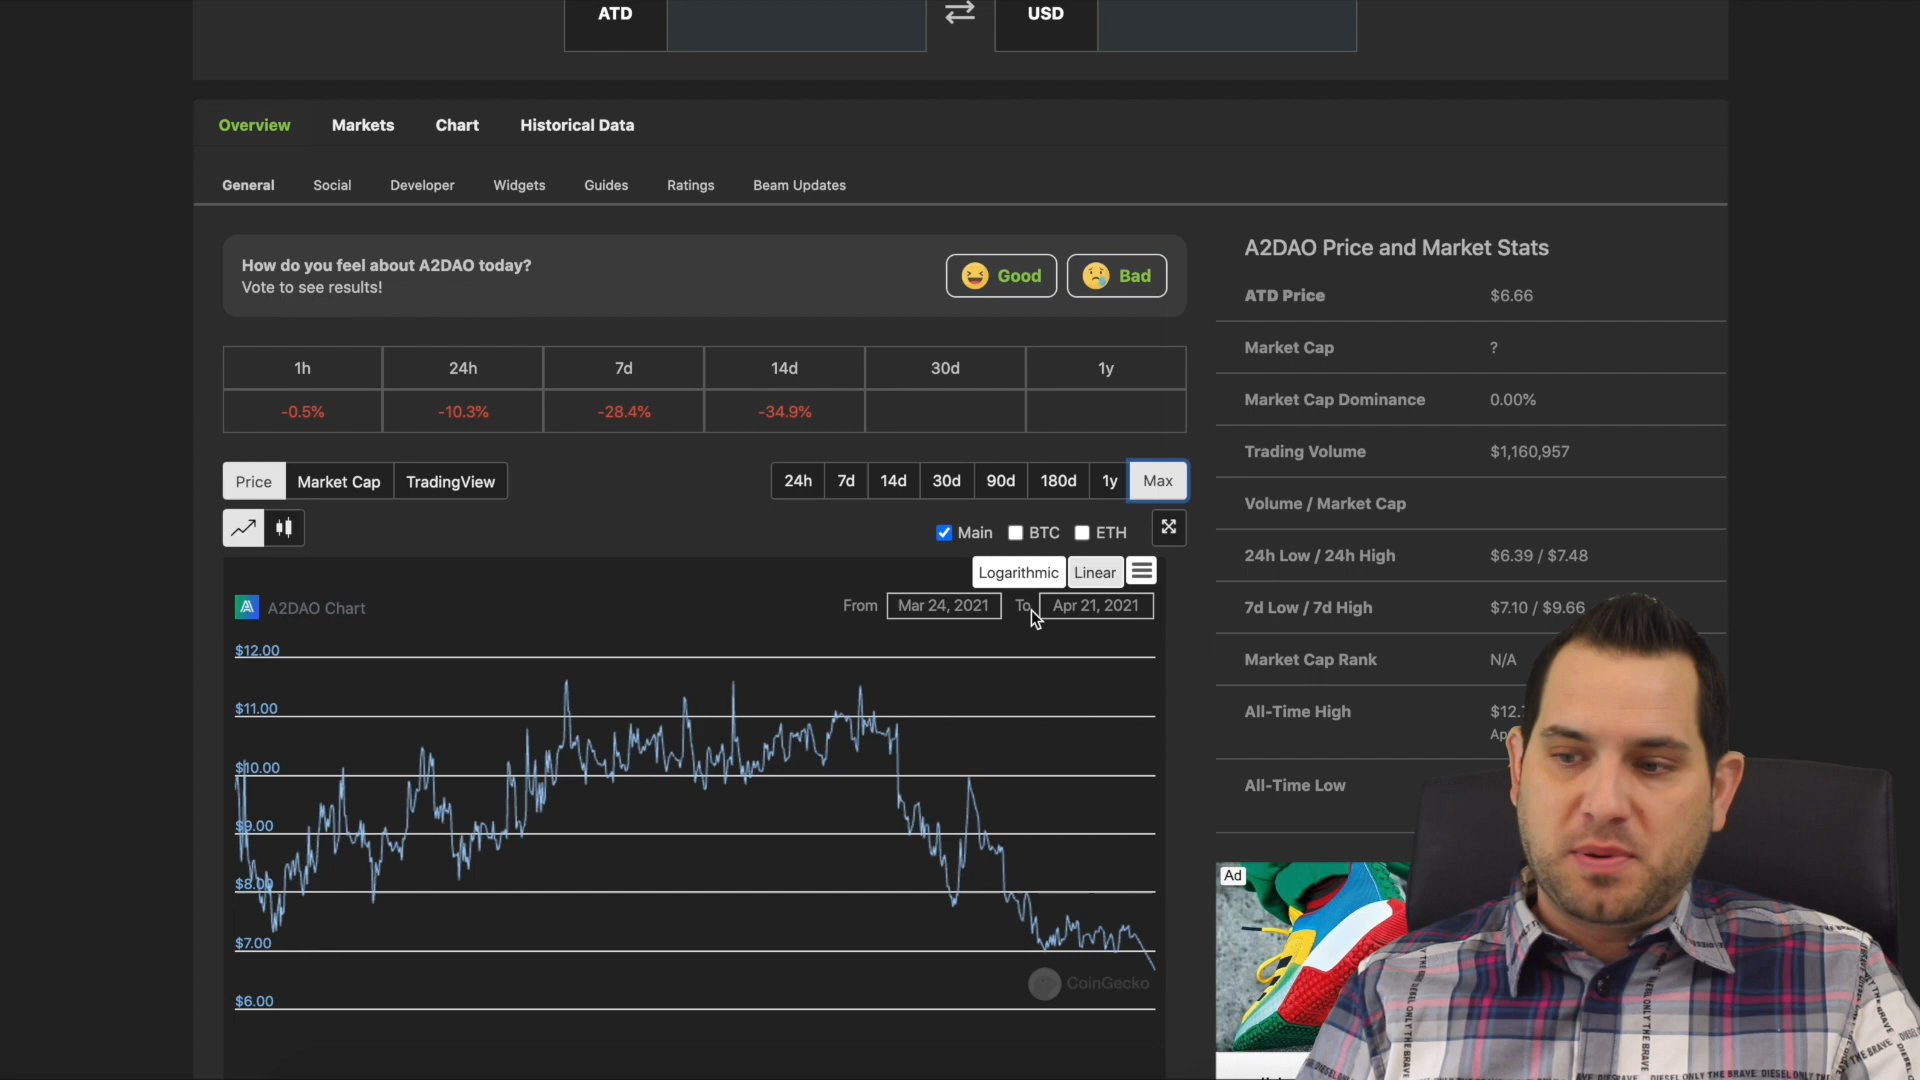 ATD
USD
Overview Markets Chart Historical Data
General Social Developer Widgets Guides Ratings Beam Updates
How do you feel about A2DAO today?
Vote to see results!
Good
Bad
1h 24h 7d 14d 30d 1y
-0.5% -10.3% -28.4% -34.9%
Price Market Cap TradingView
24h 7d 14d 30d 90d 180d 1y Max
Main BTC ETH
Logarithmic Linear
A2DAO Chart
From Mar 24, 2021 To Apr 21, 2021
$12.00
$11.00
$10.00
$9.00
$8.00
$7.00
$6.00
CoinGecko
A2DAO Price and Market Stats
ATD Price $6.66
Market Cap ?
Market Cap Dominance 0.00%
Trading Volume $1,160,957
Volume / Market Cap
24h Low / 24h High $6.39 / $7.48
7d Low / 7d High $7.10 / $9.66
Market Cap Rank N/A
All-Time High $12.
Ap
All-Time Low
Ad
DIESEL ONLY THE BRAVE